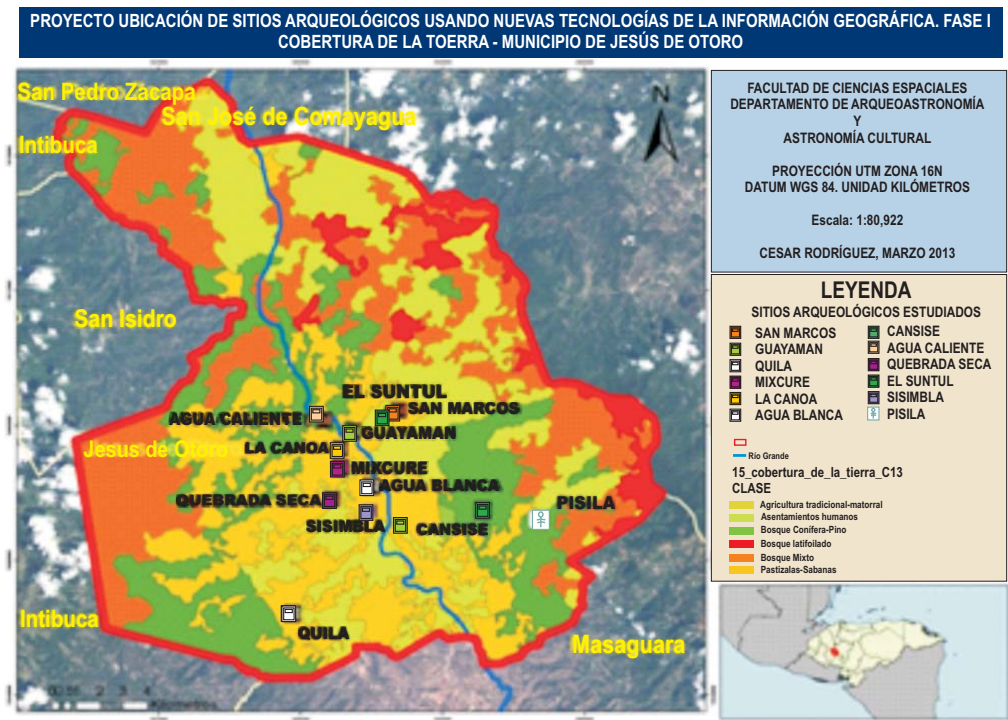 PROYECTO UBICACIÓN DE SITIOS ARQUEOLÓGICOS USANDO NUEVAS TECNOLOGÍAS DE LA INFORMACIÓN GEOGRÁFICA. FASE I
COBERTURA DE LA TOERRA - MUNICIPIO DE JESÚS DE OTORO
San Pedro Zacapa
San José de Comayagua
Intibuca
San Isidro
EL SUNTUL
AGUA CALIENTE
SAN MARCOS
GUAYAMAN
Jesus de Otoro
LA CANOA
MIXCURE
AGUA BLANCA
QUEBRADA SECA
PISILA
SISIMBLA
CANSISE
Intibuca
QUILA
Masaguara
2 3 4
Kilometros
N
FACULTAD DE CIENCIAS ESPACIALES
DEPARTAMENTO DE ARQUEOASTRONOMÍA
Y
ASTRONOMÍA CULTURAL
PROYECCIÓN UTM ZONA 16N
DATUM WGS 84. UNIDAD KILÓMETROS
Escala: 1:80,922
CESAR RODRÍGUEZ, MARZO 2013
LEYENDA
SITIOS ARQUEOLÓGICOS ESTUDIADOS
SAN MARCOS
GUAYAMAN
QUILA
MIXCURE
LA CANOA
AGUA BLANCA
CANSISE
AGUA CALIENTE
QUEBRADA SECA
EL SUNTUL
SISIMBLA
PISILA
Río Grande
15_cobertura_de_la_tierra_C13
CLASE
Agricultura tradicional-matorral
Asentamientos humanos
Bosque Conífera-Pino
Bosque latifoilado
Bosque Mixto
Pastizalas-Sabanas